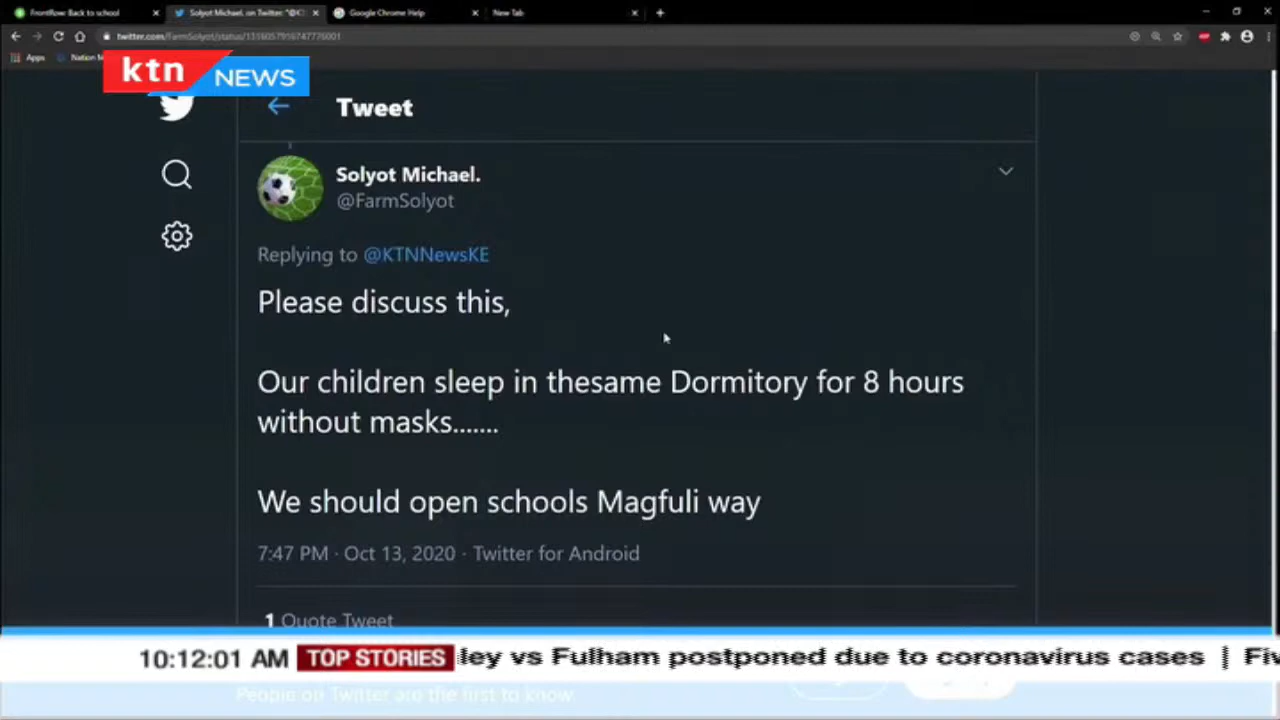 FrontRow: Back to school
Solyot Michael. on Twitter: "@K
Google Chrome Help
New Tab
twitter.com/FarmSolyot/status/
Apps
Nation
ktn NEWS
Tweet
Solyot Michael.
@FarmSolyot
Replying to @KTNNewsKE
Please discuss this,
Our children sleep in thesame Dormitory for 8 hours
without masks.......
We should open schools Magfuli way
7:47 PM · Oct 13, 2020 · Twitter for Android
1 Quote Tweet
10:12:01 AM TOP STORIES ley vs Fulham postponed due to coronavirus cases | Fiv
People on Twitter are the first to know.